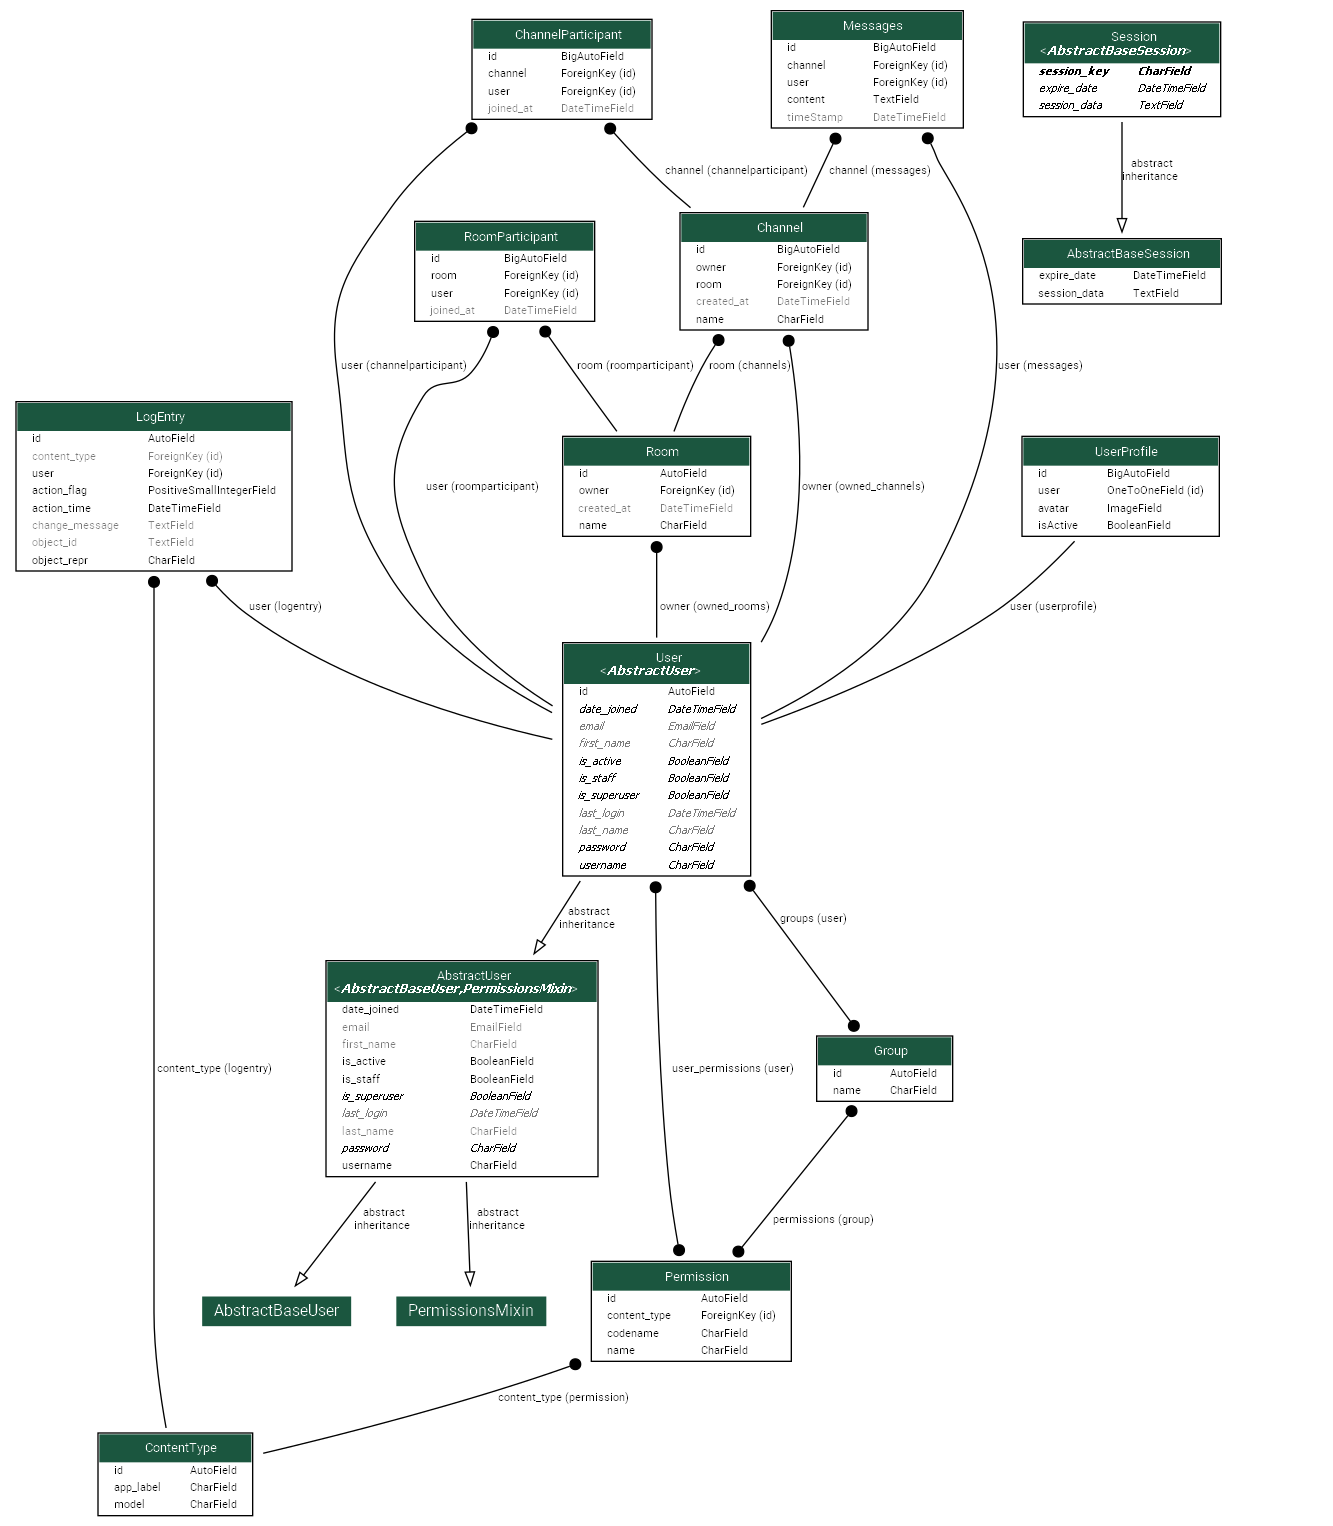 ChannelParticipant
id BigAutoField
channel ForeignKey (id)
user ForeignKey (id)
joined_at DateTimeField
Messages
id BigAutoField
channel ForeignKey (id)
user ForeignKey (id)
content TextField
timeStamp DateTimeField
Session
<AbstractBaseSession>
session_key CharField
expire_date DateTimeField
session_data TextField
channel (channelparticipant)
channel (messages)
abstract
inheritance
RoomParticipant
id BigAutoField
room ForeignKey (id)
user ForeignKey (id)
joined_at DateTimeField
Channel
id BigAutoField
owner ForeignKey (id)
room ForeignKey (id)
created_at DateTimeField
name CharField
AbstractBaseSession
expire_date DateTimeField
session_data TextField
user (channelparticipant)
room (roomparticipant)
room (channels)
user (messages)
LogEntry
id AutoField
content_type ForeignKey (id)
user ForeignKey (id)
action_flag PositiveSmallIntegerField
action_time DateTimeField
change_message TextField
object_id TextField
object_repr CharField
user (roomparticipant)
Room
id AutoField
owner ForeignKey (id)
created_at DateTimeField
name CharField
owner (owned_channels)
UserProfile
id BigAutoField
user OneToOneField (id)
avatar ImageField
isActive BooleanField
user (logentry)
owner (owned_rooms)
user (userprofile)
User
<AbstractUser>
id AutoField
date_joined DateTimeField
email EmailField
first_name CharField
is_active BooleanField
is_staff BooleanField
is_superuser BooleanField
last_login DateTimeField
last_name CharField
password CharField
username CharField
abstract
inheritance
groups (user)
AbstractUser
<AbstractBaseUser,PermissionsMixin>
date_joined DateTimeField
email EmailField
first_name CharField
is_active BooleanField
is_staff BooleanField
is_superuser BooleanField
last_login DateTimeField
last_name CharField
password CharField
username CharField
content_type (logentry)
user_permissions (user)
Group
id AutoField
name CharField
abstract
inheritance
abstract
inheritance
permissions (group)
AbstractBaseUser
PermissionsMixin
Permission
id AutoField
content_type ForeignKey (id)
codename CharField
name CharField
content_type (permission)
ContentType
id AutoField
app_label CharField
model CharField